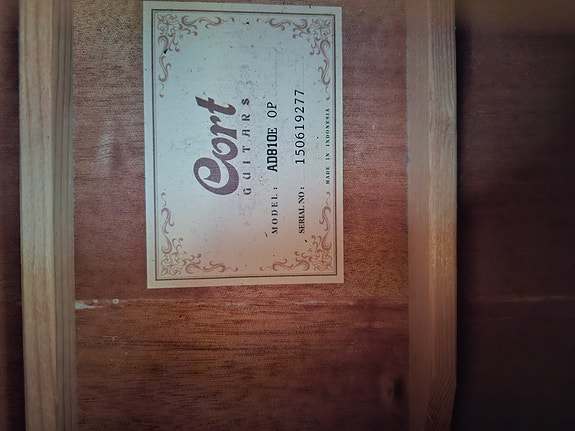 Cort
GUITARS
MODEL: AD810E OP
SERIAL NO: 150619277
MADE IN INDONESIA